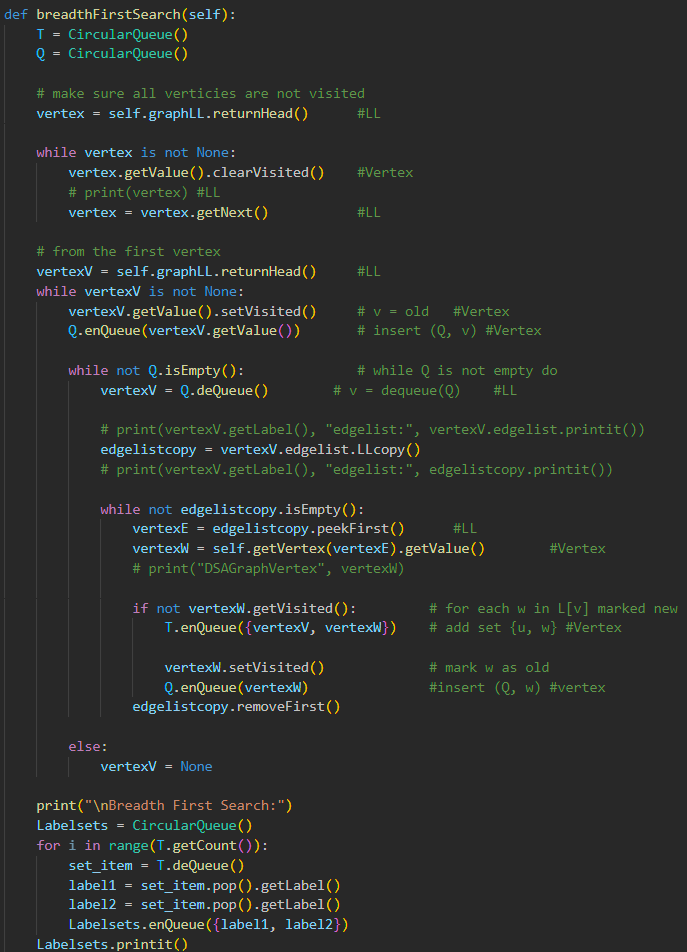 def breadthFirstSearch(self):
    T = CircularQueue()
    Q = CircularQueue()

    # make sure all verticies are not visited
    vertex = self.graphLL.returnHead()      #LL

    while vertex is not None:
        vertex.getValue().clearVisited()    #Vertex
        # print(vertex) #LL
        vertex = vertex.getNext()           #LL

    # from the first vertex
    vertexV = self.graphLL.returnHead()     #LL
    while vertexV is not None:
        vertexV.getValue().setVisited()     # v = old   #Vertex
        Q.enQueue(vertexV.getValue())       # insert (Q, v) #Vertex

        while not Q.isEmpty():              # while Q is not empty do
            vertexV = Q.deQueue()        # v = dequeue(Q)    #LL

            # print(vertexV.getLabel(), "edgelist:", vertexV.edgelist.printit())
            edgelistcopy = vertexV.edgelist.LLcopy()
            # print(vertexV.getLabel(), "edgelist:", edgelistcopy.printit())

            while not edgelistcopy.isEmpty():
                vertexE = edgelistcopy.peekFirst()      #LL
                vertexW = self.getVertex(vertexE).getValue()        #Vertex
                # print("DSAGraphVertex", vertexW)

                if not vertexW.getVisited():         # for each w in L[v] marked new
                    T.enQueue({vertexV, vertexW})    # add set {u, w} #Vertex

                    vertexW.setVisited()             # mark w as old
                    Q.enQueue(vertexW)               #insert (Q, w) #vertex
                edgelistcopy.removeFirst()

        else:
            vertexV = None

    print("\nBreadth First Search:")
    Labelsets = CircularQueue()
    for i in range(T.getCount()):
        set_item = T.deQueue()
        label1 = set_item.pop().getLabel()
        label2 = set_item.pop().getLabel()
        Labelsets.enQueue({label1, label2})
    Labelsets.printit()